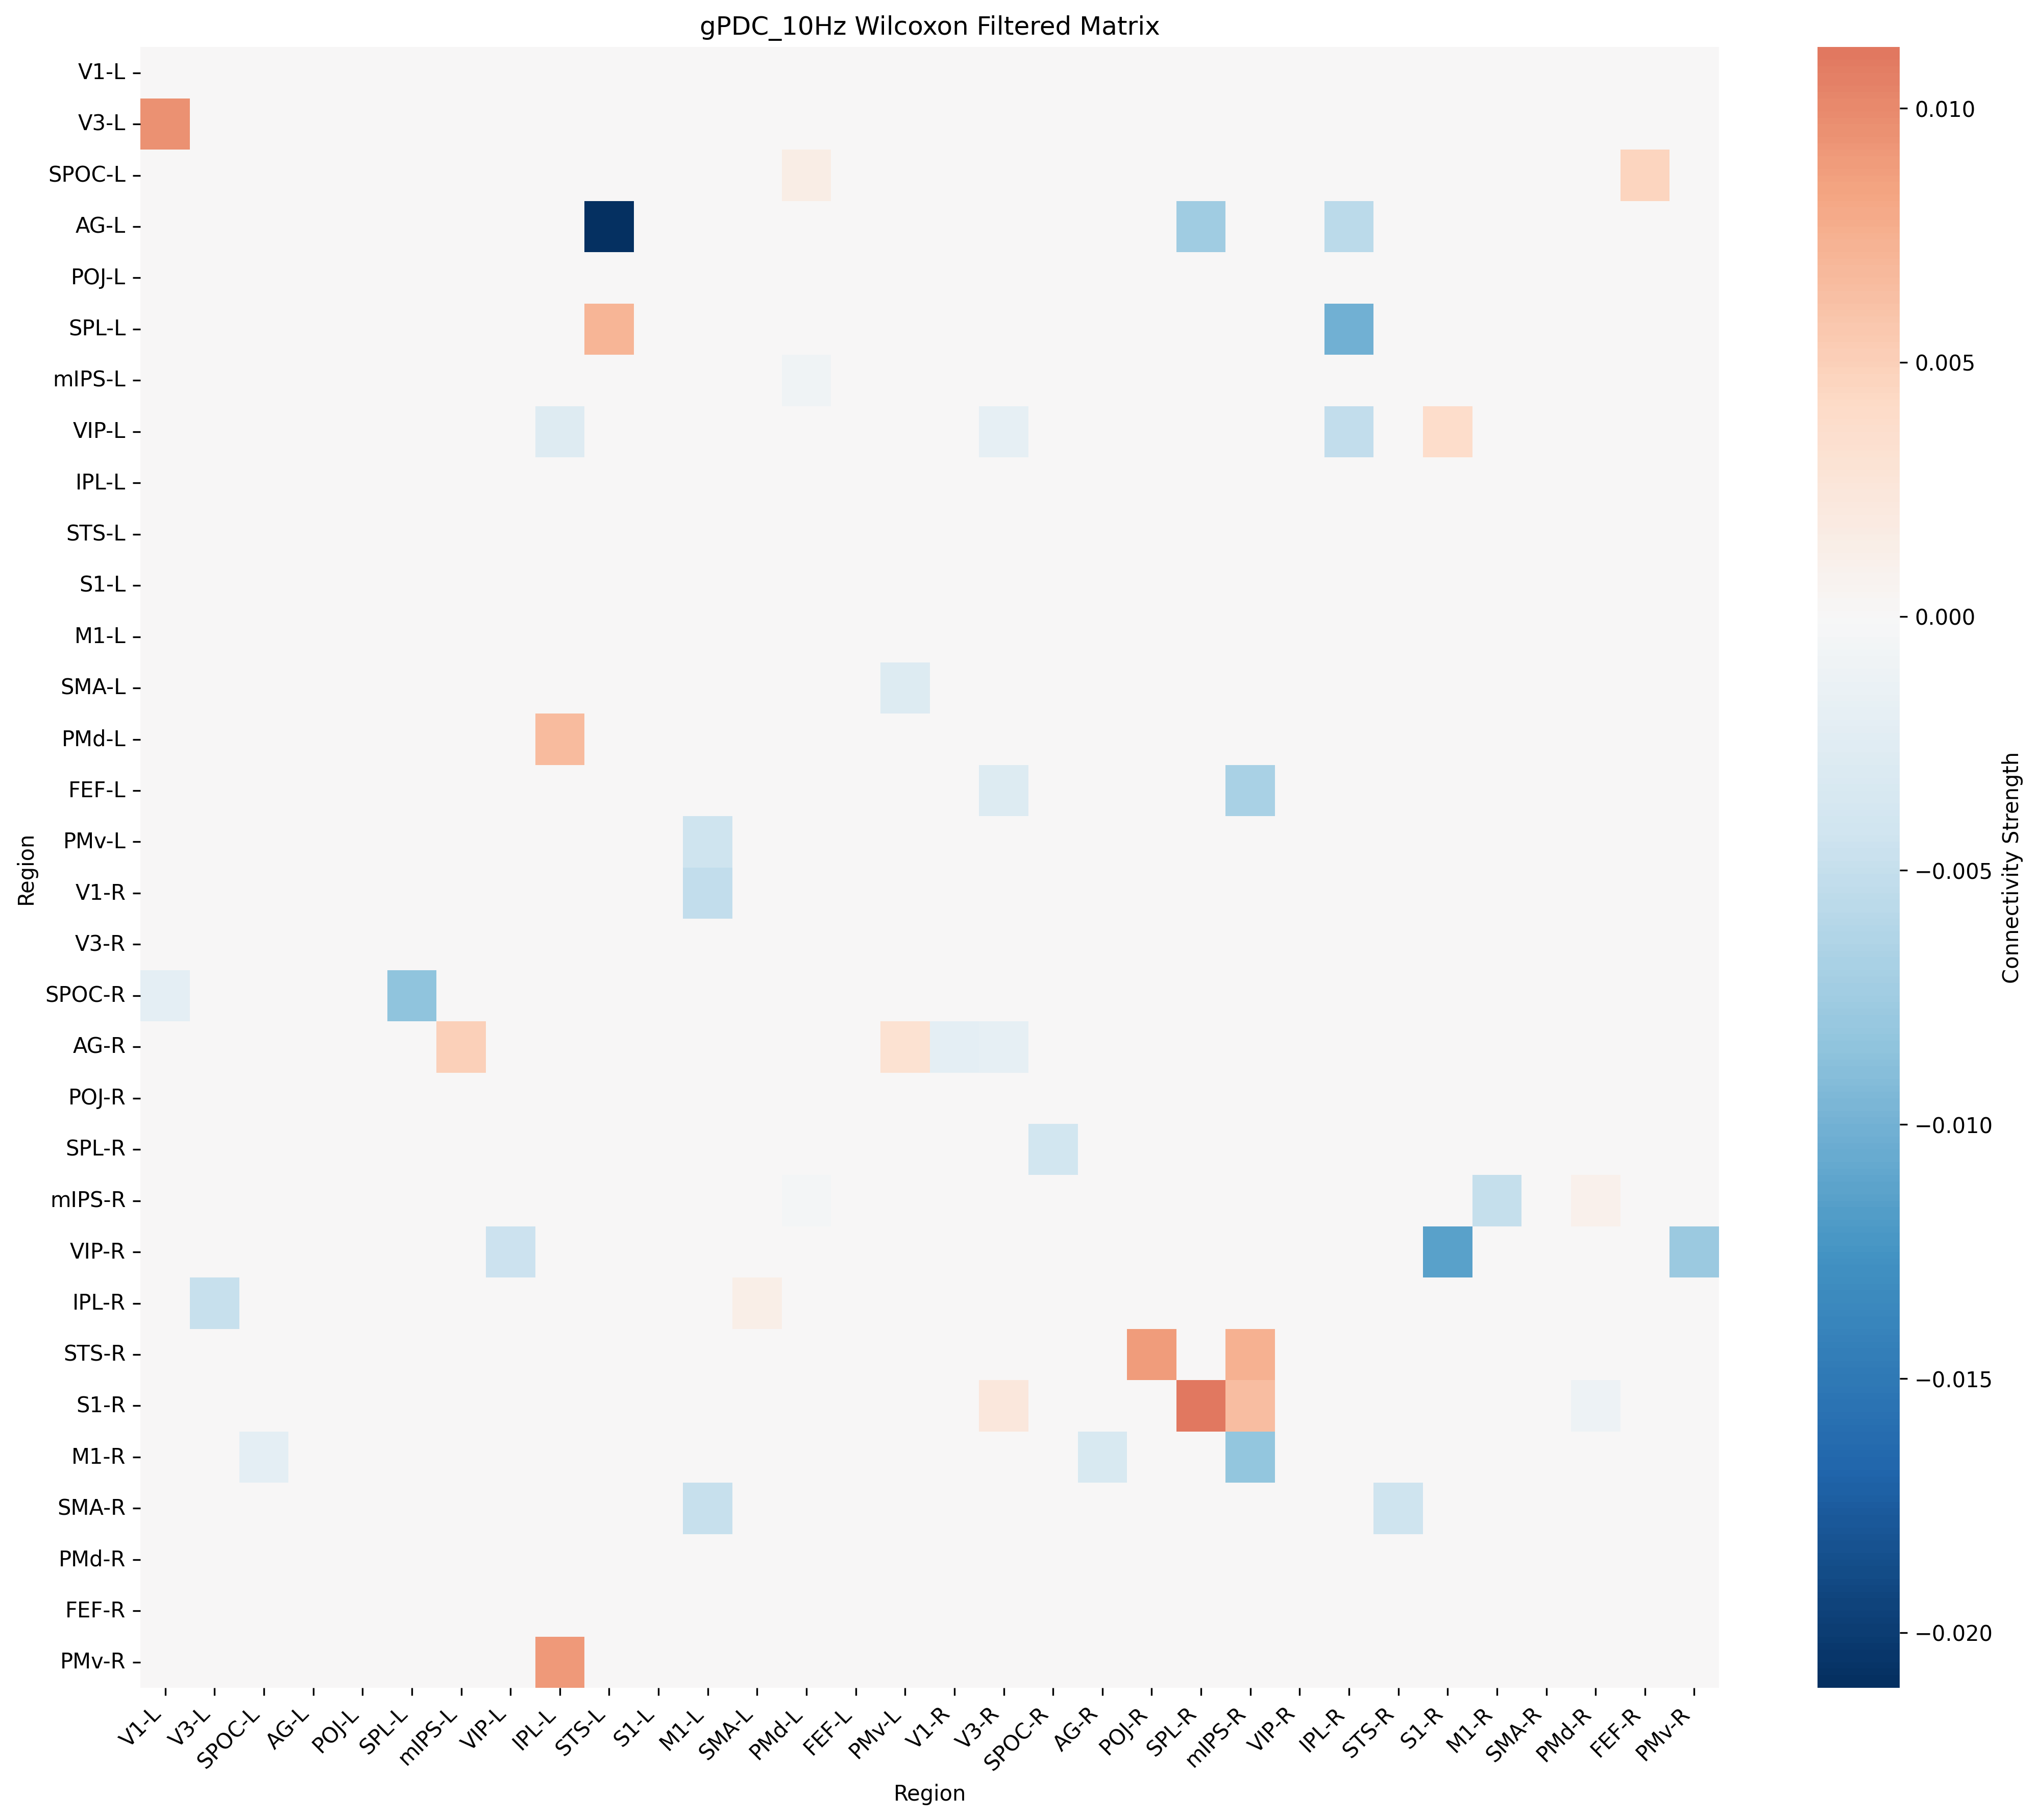 gPDC_10Hz Wilcoxon Filtered Matrix
Region
V1-L
V3-L
SPOC-L
AG-L
POJ-L
SPL-L
mIPS-L
VIP-L
IPL-L
STS-L
S1-L
M1-L
SMA-L
PMd-L
FEF-L
PMv-L
V1-R
V3-R
SPOC-R
AG-R
POJ-R
SPL-R
mIPS-R
VIP-R
IPL-R
STS-R
S1-R
M1-R
SMA-R
PMd-R
FEF-R
PMv-R
V1-L
V3-L
SPOC-L
AG-L
POJ-L
SPL-L
mIPS-L
VIP-L
IPL-L
STS-L
S1-L
M1-L
SMA-L
PMd-L
FEF-L
PMv-L
V1-R
V3-R
SPOC-R
AG-R
POJ-R
SPL-R
mIPS-R
VIP-R
IPL-R
STS-R
S1-R
M1-R
SMA-R
PMd-R
FEF-R
PMv-R
Region
0.010
0.005
0.000
−0.005
−0.010
−0.015
−0.020
Connectivity Strength